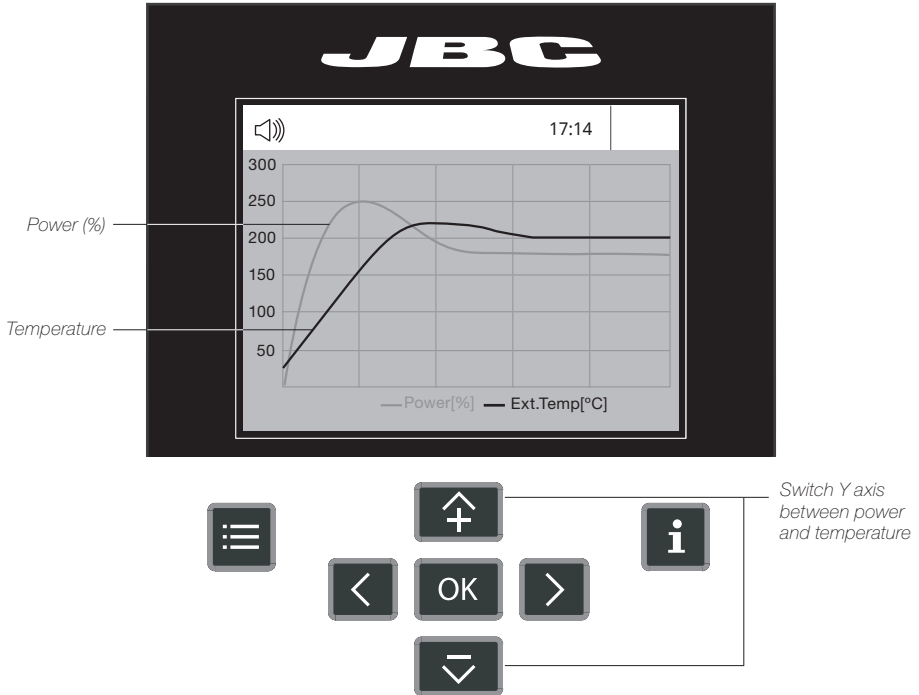 JBC
17:14
300
250
200
150
100
50
Power (%)
Temperature
Power[%] Ext.Temp[ºC]
Switch Y axis
between power
and temperature
OK